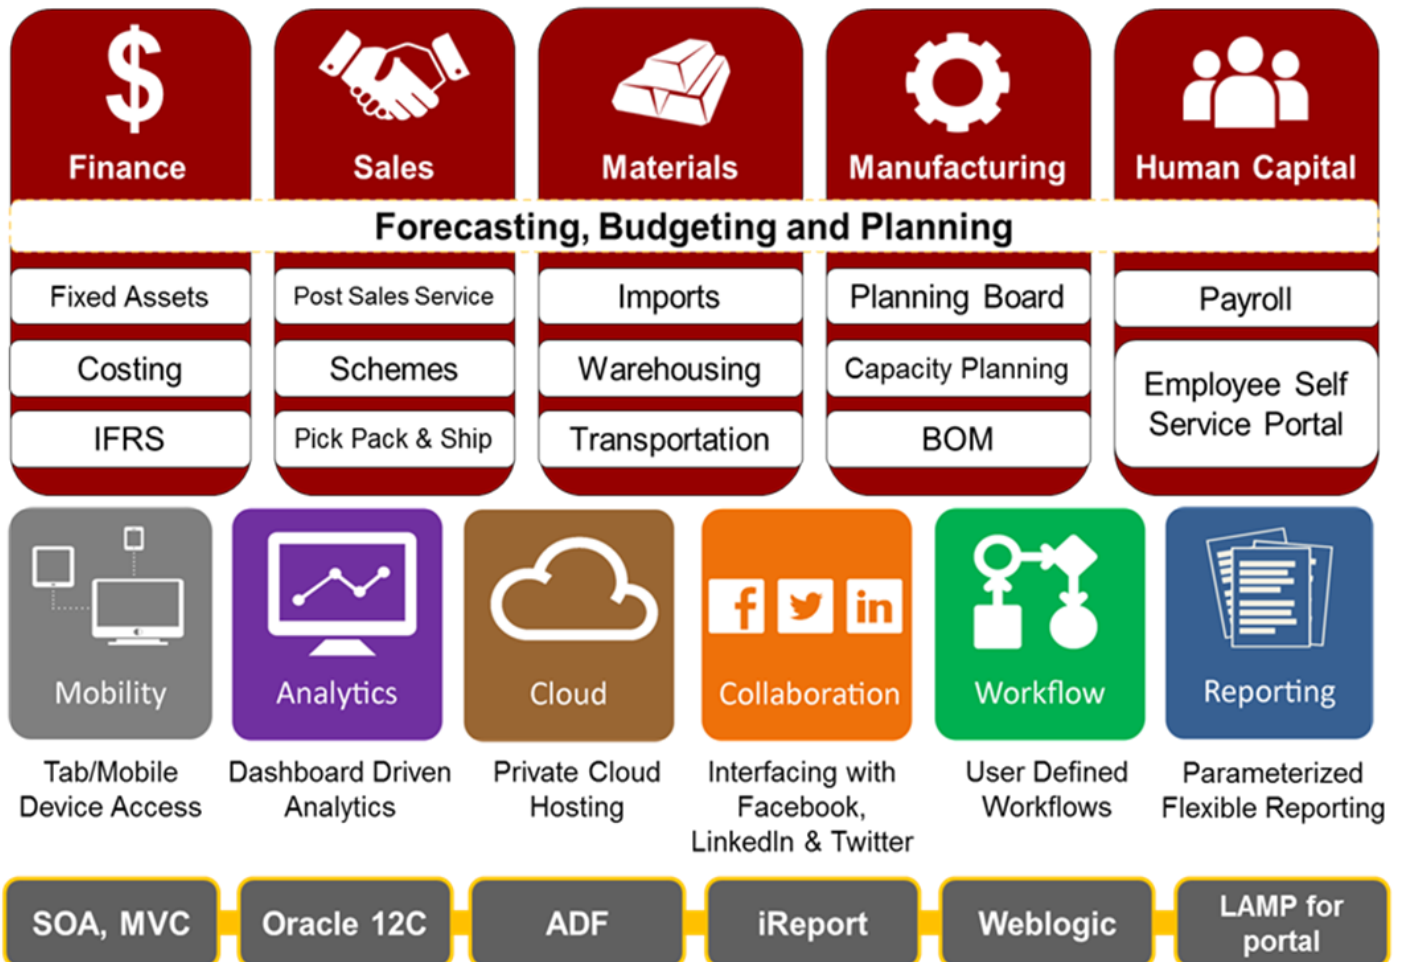 Finance
Sales
Materials
Manufacturing
Human Capital
Forecasting, Budgeting and Planning
Fixed Assets
Post Sales Service
Imports
Planning Board
Payroll
Costing
Schemes
Warehousing
Capacity Planning
Employee Self
Service Portal
IFRS
Pick Pack & Ship
Transportation
BOM
f
in
Mobility
Analytics
Cloud
Collaboration
Workflow
Reporting
Tab/Mobile
Device Access
Dashboard Driven
Analytics
Private Cloud
Hosting
Interfacing with
Facebook,
LinkedIn & Twitter
User Defined
Workflows
Parameterized
Flexible Reporting
SOA, MVC
Oracle 12C
ADF
iReport
Weblogic
LAMP for
portal